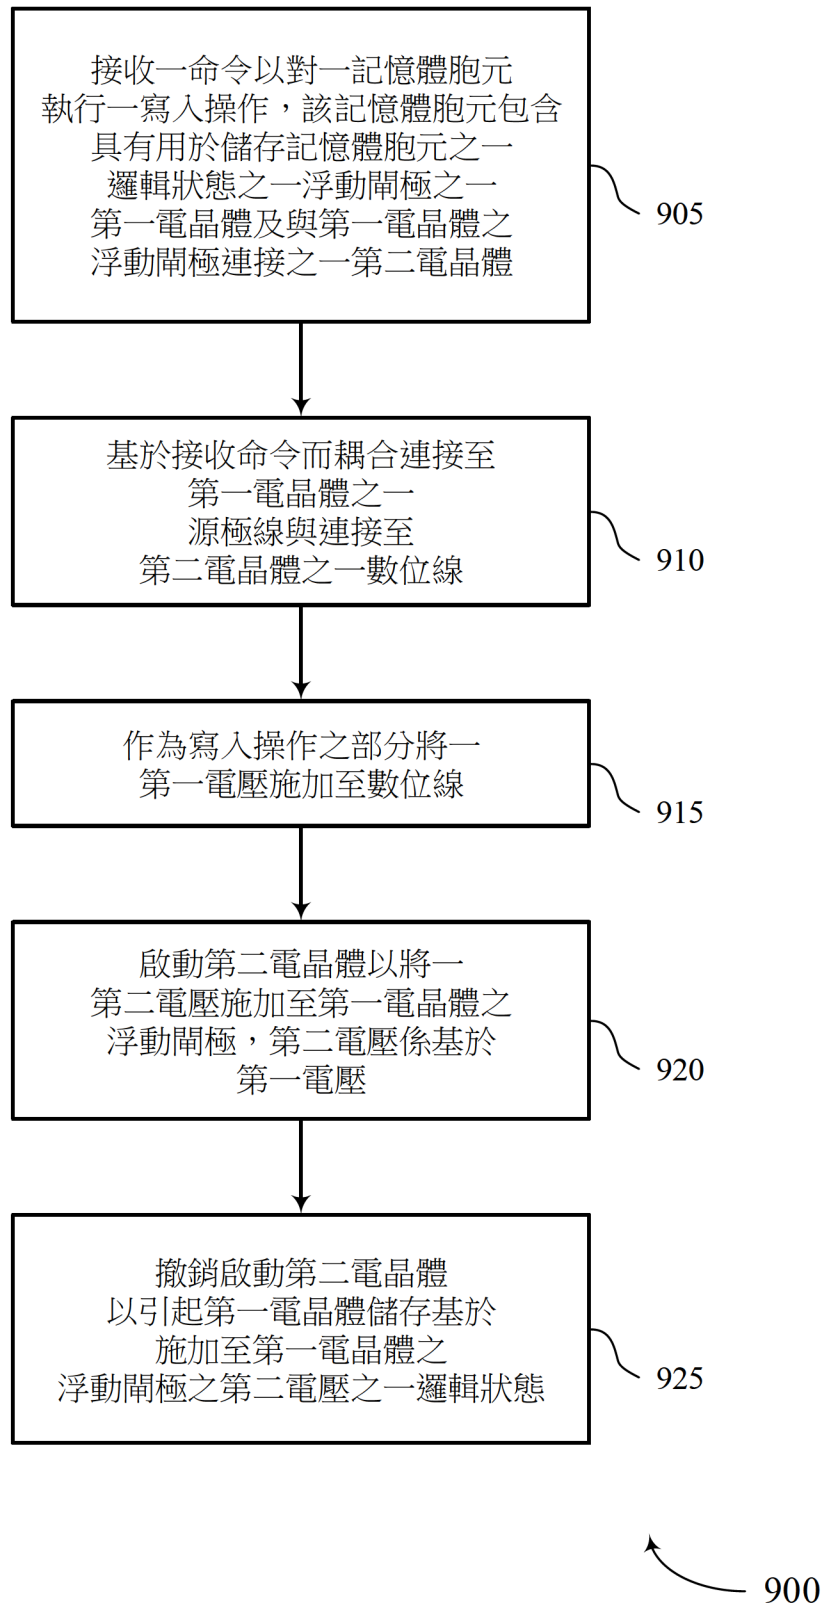 接收一命令以對一記憶體胞元
執行一寫入操作，該記憶體胞元包含
具有用於儲存記憶體胞元之一
邏輯狀態之一浮動閘極之一
第一電晶體及與第一電晶體之
浮動閘極連接之一第二電晶體
905
基於接收命令而耦合連接至
第一電晶體之一
源極線與連接至
第二電晶體之一數位線
910
作為寫入操作之部分將一
第一電壓施加至數位線
915
啟動第二電晶體以將一
第二電壓施加至第一電晶體之
浮動閘極，第二電壓係基於
第一電壓
920
撤銷啟動第二電晶體
以引起第一電晶體儲存基於
施加至第一電晶體之
浮動閘極之第二電壓之一邏輯狀態
925
900